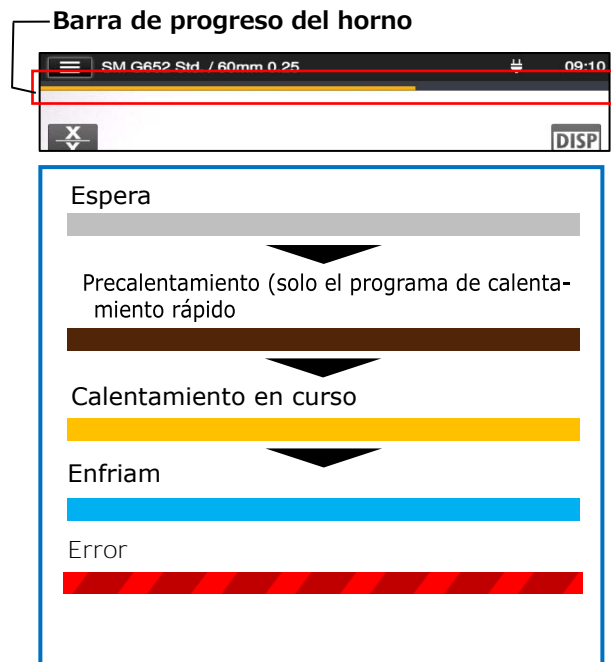 Barra de progreso del horno
SM G652 Std. / 60mm 0.25 09:10
X
Y
DISP
Espera
Precalentamiento (solo el programa de calenta-
miento rápido
Calentamiento en curso
Enfriam
Error